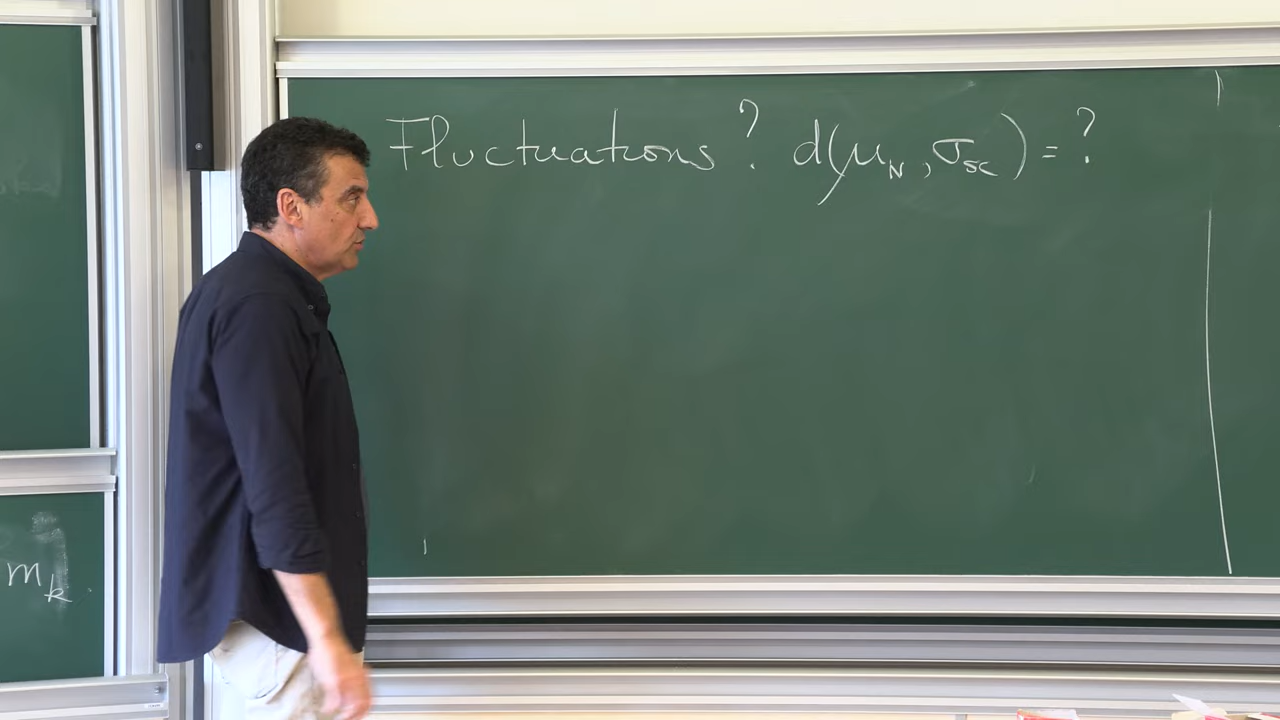 Fluctuations ? d(μ_N, σ_sc) = ?
m_k